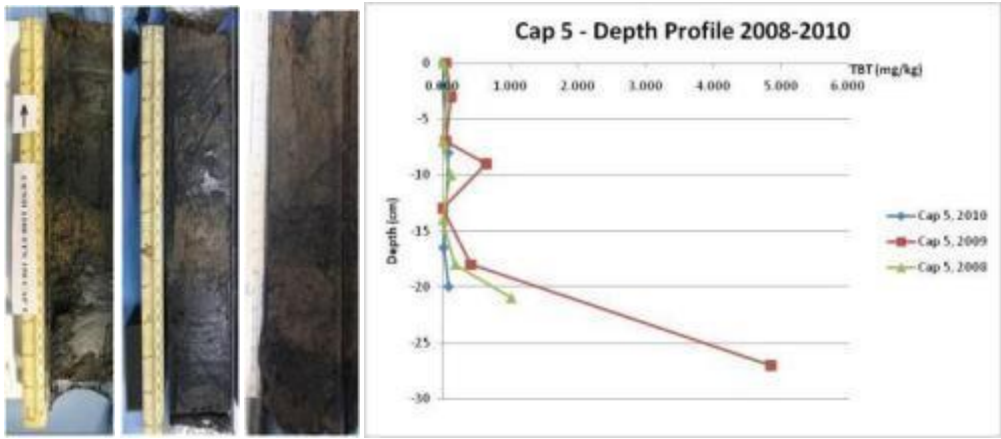 Cap 5 - Depth Profile 2008-2010
TBT (mg/kg)
0.000 1.000 2.000 3.000 4.000 5.000 6.000
0
-5
-10
-15
-20
-25
-30
Depth (cm)
Cap 5, 2010
Cap 5, 2009
Cap 5, 2008